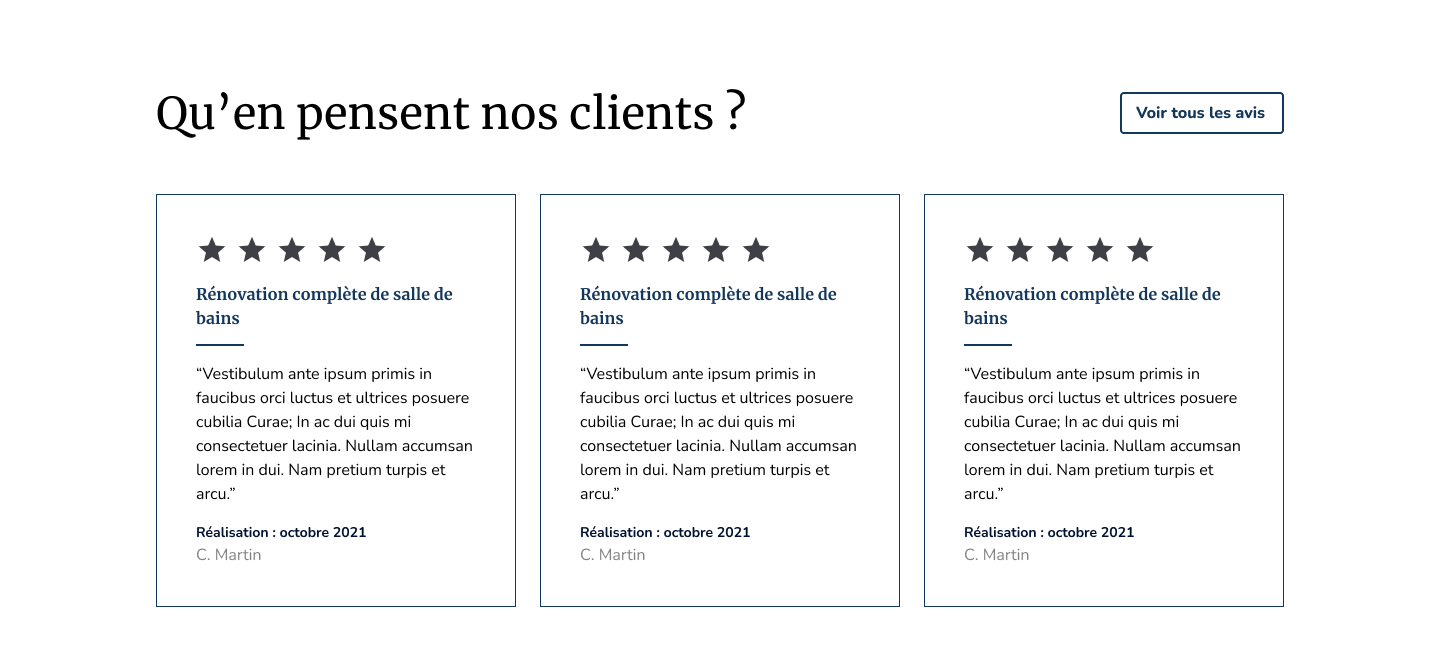 Qu’en pensent nos clients ?
Voir tous les avis
Rénovation complète de salle de
bains
“Vestibulum ante ipsum primis in
faucibus orci luctus et ultrices posuere
cubilia Curae; In ac dui quis mi
consectetuer lacinia. Nullam accumsan
lorem in dui. Nam pretium turpis et
arcu.”
Réalisation : octobre 2021
C. Martin
Rénovation complète de salle de
bains
“Vestibulum ante ipsum primis in
faucibus orci luctus et ultrices posuere
cubilia Curae; In ac dui quis mi
consectetuer lacinia. Nullam accumsan
lorem in dui. Nam pretium turpis et
arcu.”
Réalisation : octobre 2021
C. Martin
Rénovation complète de salle de
bains
“Vestibulum ante ipsum primis in
faucibus orci luctus et ultrices posuere
cubilia Curae; In ac dui quis mi
consectetuer lacinia. Nullam accumsan
lorem in dui. Nam pretium turpis et
arcu.”
Réalisation : octobre 2021
C. Martin